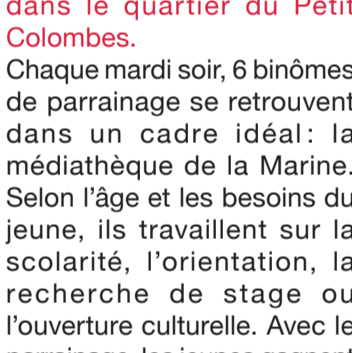 dans le quartier du Petit
Colombes.
Chaque mardi soir, 6 binômes
de parrainage se retrouvent
dans un cadre idéal : la
médiathèque de la Marine.
Selon l'âge et les besoins du
jeune, ils travaillent sur la
scolarité, l'orientation, la
recherche de stage ou
l'ouverture culturelle. Avec le